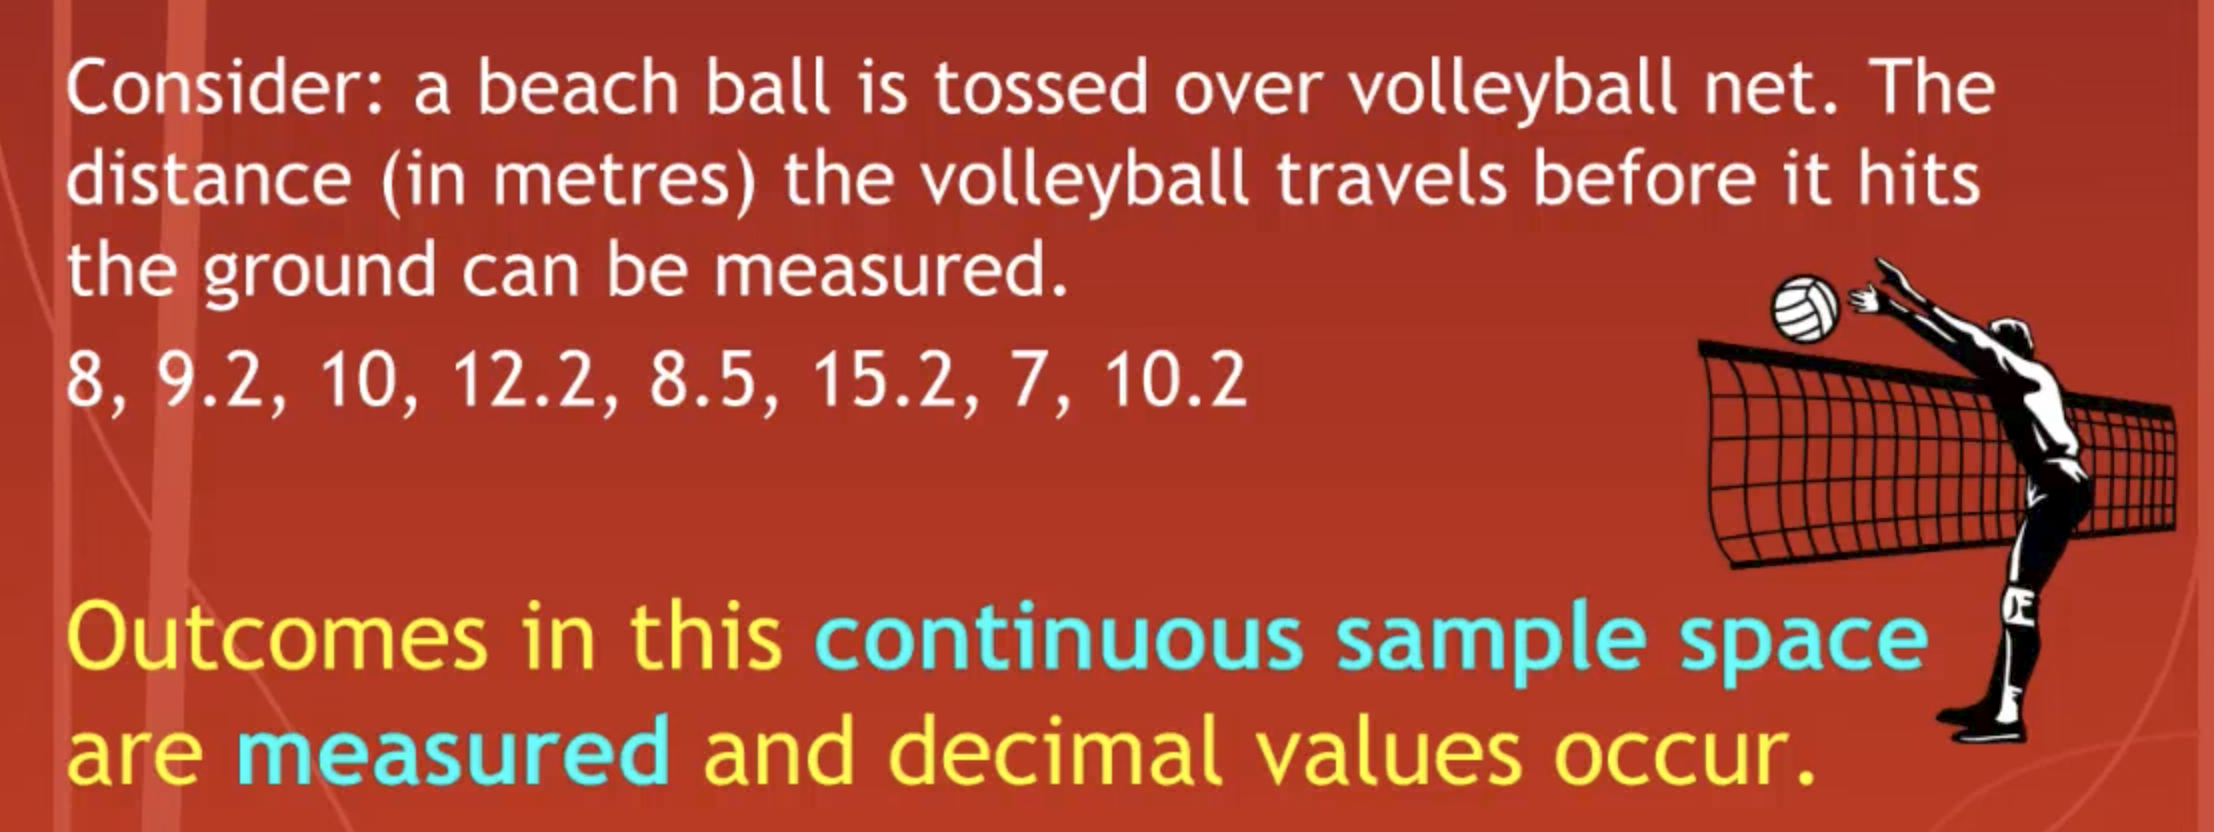 Consider: a beach ball is tossed over volleyball net. The
distance (in metres) the volleyball travels before it hits
the ground can be measured.
8, 9.2, 10, 12.2, 8.5, 15.2, 7, 10.2
Outcomes in this continuous sample space
are measured and decimal values occur.